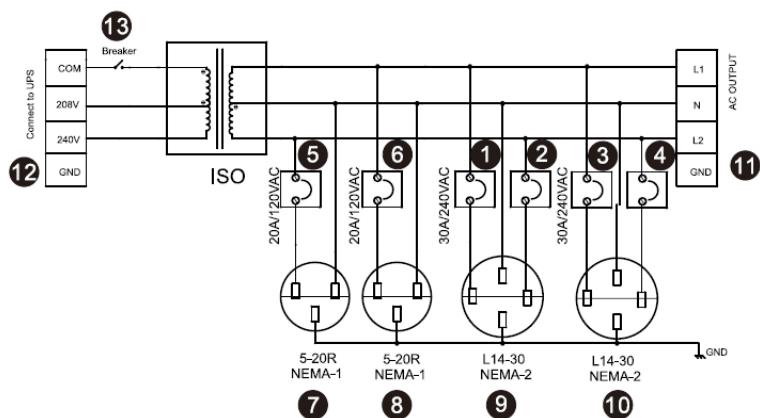 13
Breaker
Connect to UPS
COM
208V
240V
GND
12
ISO
L1
N
L2
GND
AC OUTPUT
11
5
6
1
2
3
4
20A/120VAC
20A/120VAC
30A/240VAC
30A/240VAC
GND
5-20R
NEMA-1
5-20R
NEMA-1
L14-30
NEMA-2
L14-30
NEMA-2
7
8
9
10